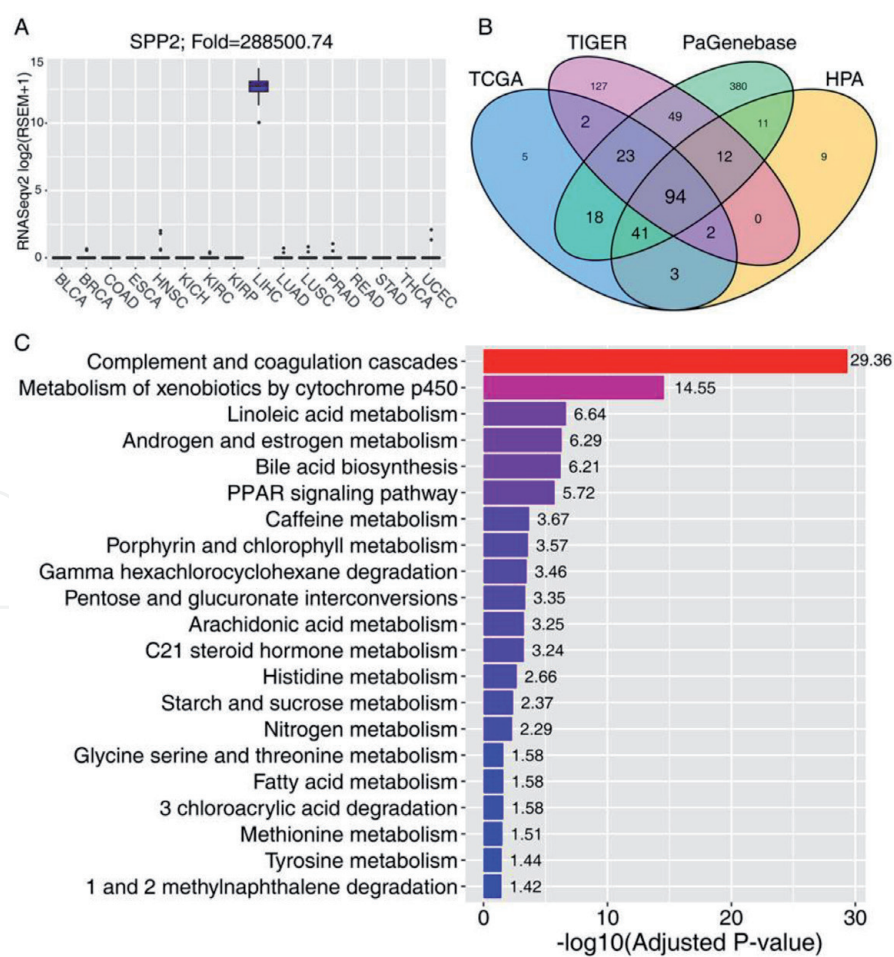 A
SPP2; Fold=288500.74
RNASeqv2 log2(RSEM+1)
15
10
5
0
BLCA
BRCA
COAD
ESCA
HNSC
KICH
KIRC
KIRP
LIHC
LUAD
LUSC
PRAD
READ
STAD
THCA
UCEC
B
TIGER
PaGenebase
TCGA
HPA
127
380
2
49
11
5
23
12
9
94
18
41
2
0
3
C
Complement and coagulation cascades 29.36
Metabolism of xenobiotics by cytochrome p450 14.55
Linoleic acid metabolism 6.64
Androgen and estrogen metabolism 6.29
Bile acid biosynthesis 6.21
PPAR signaling pathway 5.72
Caffeine metabolism 3.67
Porphyrin and chlorophyll metabolism 3.57
Gamma hexachlorocyclohexane degradation 3.46
Pentose and glucuronate interconversions 3.35
Arachidonic acid metabolism 3.25
C21 steroid hormone metabolism 3.24
Histidine metabolism 2.66
Starch and sucrose metabolism 2.37
Nitrogen metabolism 2.29
Glycine serine and threonine metabolism 1.58
Fatty acid metabolism 1.58
3 chloroacrylic acid degradation 1.58
Methionine metabolism 1.51
Tyrosine metabolism 1.44
1 and 2 methylnaphthalene degradation 1.42
0 10 20 30
-log10(Adjusted P-value)